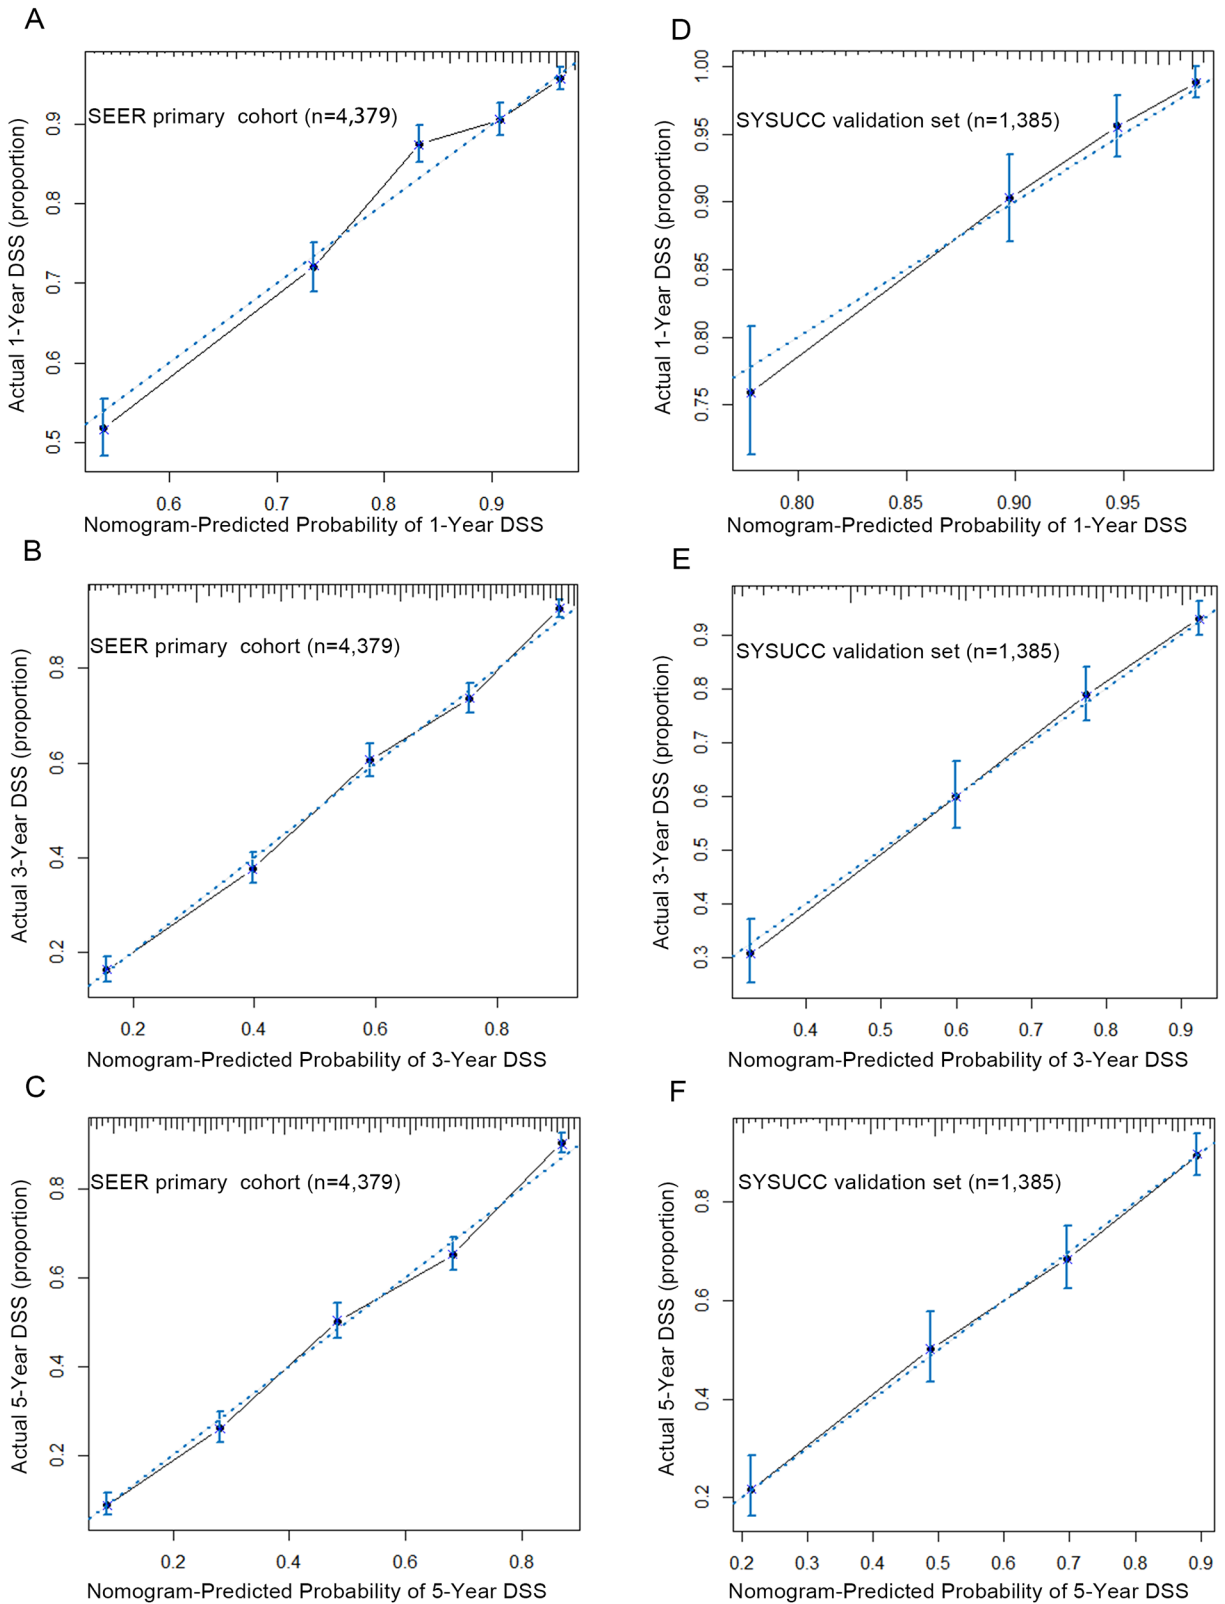 A
SEER primary cohort (n=4,379)
Actual 1-Year DSS (proportion)
0.9
0.8
0.7
0.6
0.5
0.6 0.7 0.8 0.9
Nomogram-Predicted Probability of 1-Year DSS
D
SYSUCC validation set (n=1,385)
Actual 1-Year DSS (proportion)
1.00
0.95
0.90
0.85
0.80
0.75
0.80 0.85 0.90 0.95
Nomogram-Predicted Probability of 1-Year DSS
B
SEER primary cohort (n=4,379)
Actual 3-Year DSS (proportion)
0.8
0.6
0.4
0.2
0.2 0.4 0.6 0.8
Nomogram-Predicted Probability of 3-Year DSS
E
SYSUCC validation set (n=1,385)
Actual 3-Year DSS (proportion)
0.9
0.8
0.7
0.6
0.5
0.4
0.3
0.4 0.5 0.6 0.7 0.8 0.9
Nomogram-Predicted Probability of 3-Year DSS
C
SEER primary cohort (n=4,379)
Actual 5-Year DSS (proportion)
0.8
0.6
0.4
0.2
0.2 0.4 0.6 0.8
Nomogram-Predicted Probability of 5-Year DSS
F
SYSUCC validation set (n=1,385)
Actual 5-Year DSS (proportion)
0.8
0.6
0.4
0.2
0.2 0.3 0.4 0.5 0.6 0.7 0.8 0.9
Nomogram-Predicted Probability of 5-Year DSS